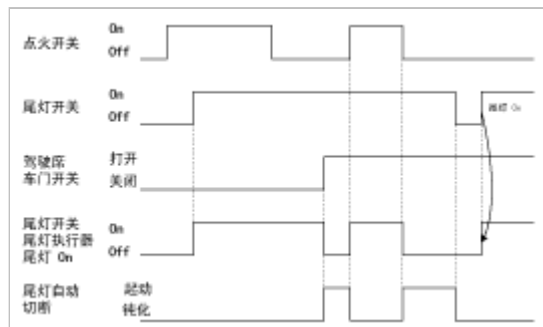 点火开关
On
Off
尾灯开关
On
Off
尾灯 On
驾驶席
车门开关
打开
关闭
尾灯开关
尾灯执行器
尾灯 On
On
Off
尾灯自动
切断
起动
钝化